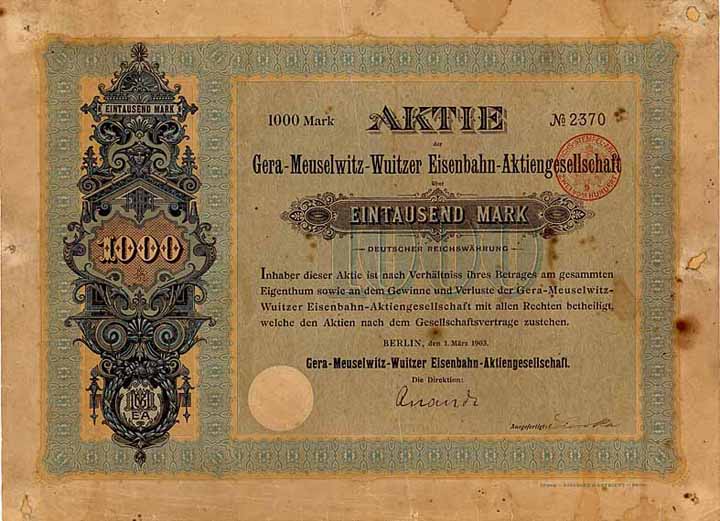 EINTAUSEND MARK
1000
1000 Mark
AKTIE
№ 2370
der
Gera-Meuselwitz-Wuitzer Eisenbahn-Aktiengesellschaft
über
EINTAUSEND MARK
DEUTSCHER REICHSWÄHRUNG
Inhaber dieser Aktie ist nach Verhältniss ihres Betrages am gesammten
Eigenthum sowie an dem Gewinne und Verluste der Gera-Meuselwitz-
Wuitzer Eisenbahn-Aktiengesellschaft mit allen Rechten betheiligt,
welche den Aktien nach dem Gesellschaftsvertrage zustehen.
BERLIN, den 1. März 1903.
Gera-Meuselwitz-Wuitzer Eisenbahn-Aktiengesellschaft.
Die Direktion:
Ausgefertigt: